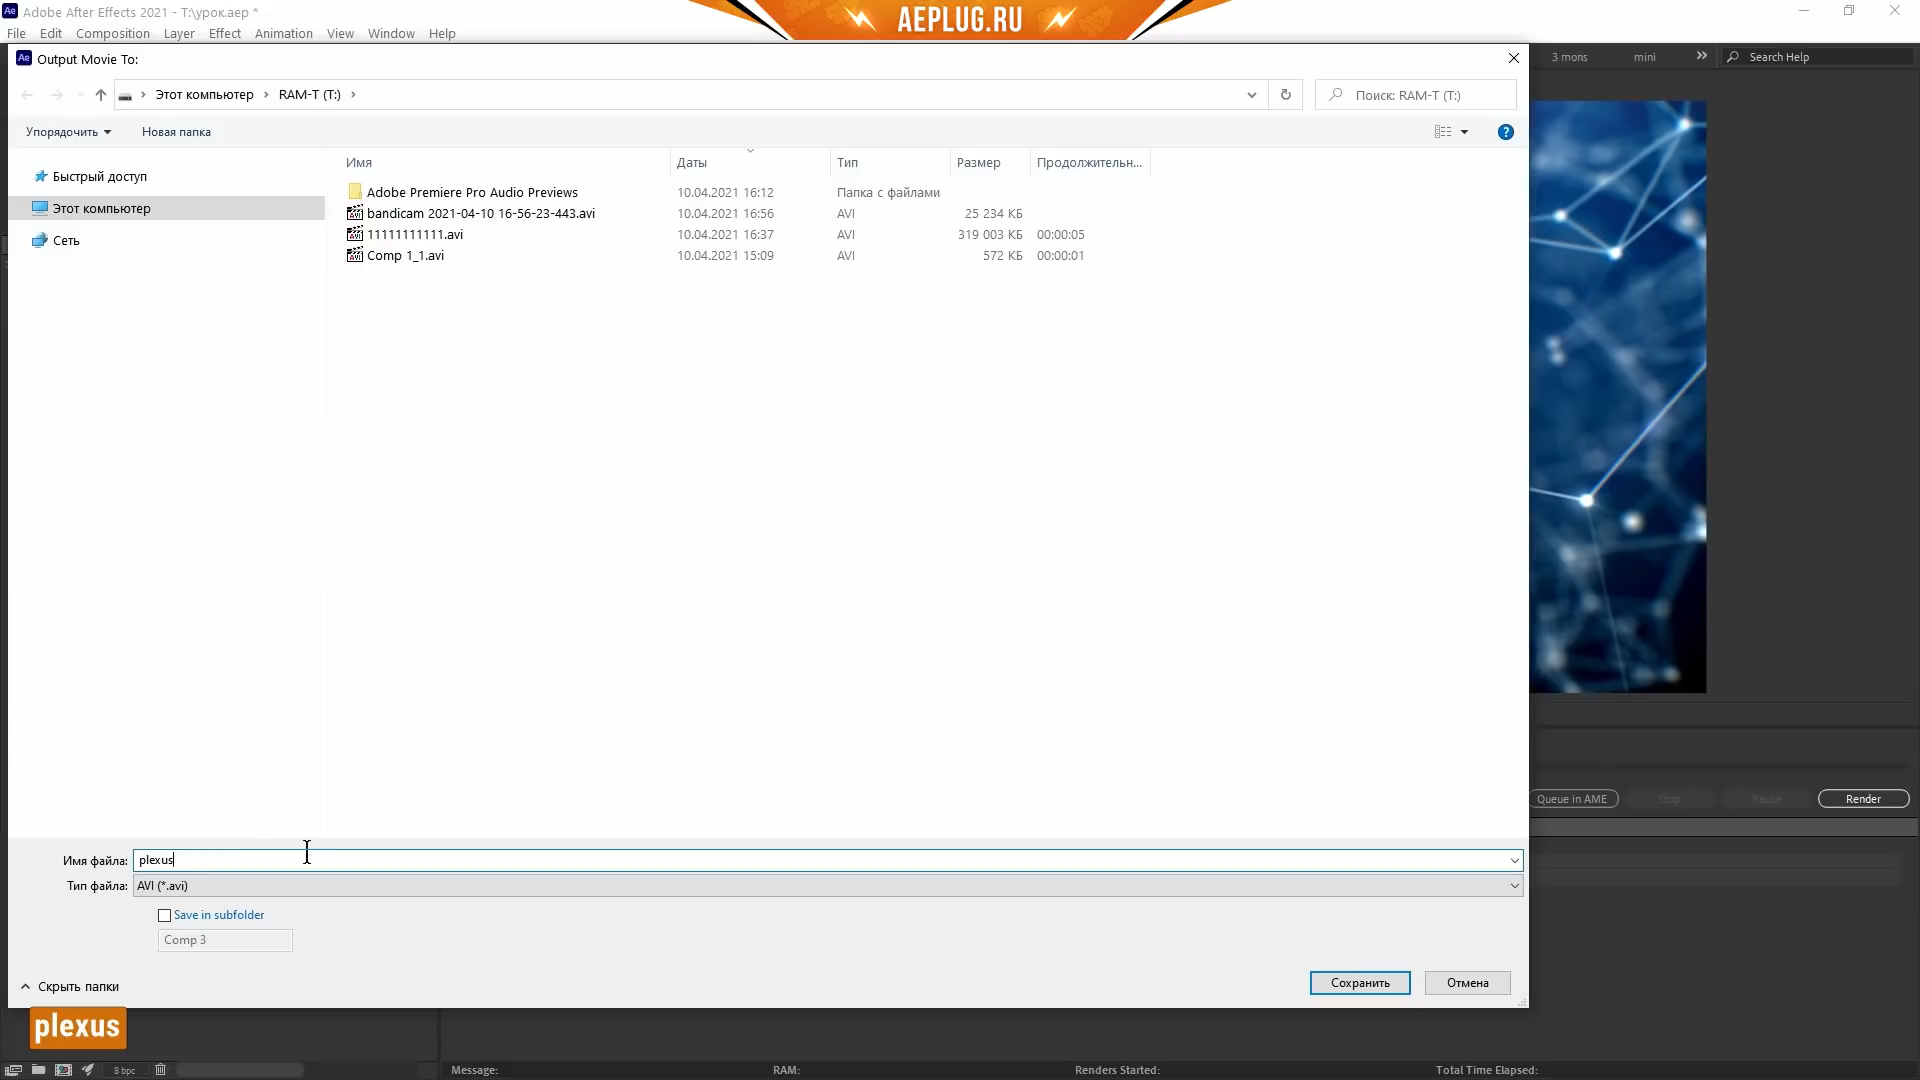 Adobe After Effects 2021 - T:\урок.aep *
AEPLUG.RU
File Edit Composition Layer Effect Animation View Window Help
Output Movie To:
3 mons mini Search Help
Этот компьютер RAM-T (T:)
Поиск: RAM-T (T:)
Упорядочить Новая папка
Имя Даты Тип Размер Продолжительн...
Быстрый доступ
Этот компьютер
Сеть
Adobe Premiere Pro Audio Previews 10.04.2021 16:12 Папка с файлами
bandicam 2021-04-10 16-56-23-443.avi 10.04.2021 16:56 AVI 25 234 КБ
11111111111.avi 10.04.2021 16:37 AVI 319 003 КБ 00:00:05
Comp 1_1.avi 10.04.2021 15:09 AVI 572 КБ 00:00:01
Queue in AME Stop Pause Render
Имя файла: plexus
Тип файла: AVI (*.avi)
Save in subfolder
Comp 3
Скрыть папки
Сохранить Отмена
plexus
8 bpc
Message: RAM: Renders Started: Total Time Elapsed: